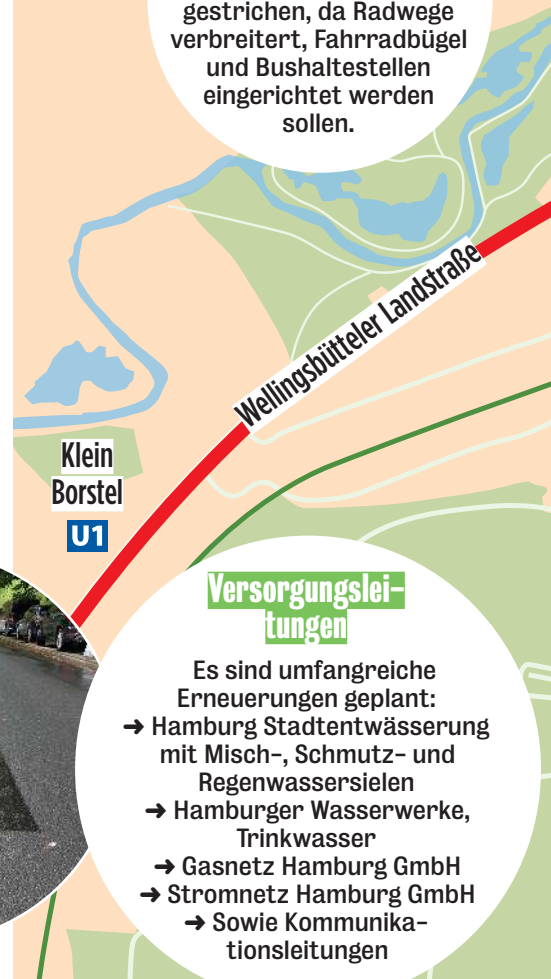 gestrichen, da Radwege
verbreitert, Fahrradbügel
und Bushaltestellen
eingerichtet werden
sollen.
Wellingsbütteler Landstraße
Klein
Borstel
U1
Versorgungslei-
tungen
Es sind umfangreiche
Erneuerungen geplant:
➜ Hamburg Stadtentwässerung
mit Misch-, Schmutz- und
Regenwassersielen
➜ Hamburger Wasserwerke,
Trinkwasser
➜ Gasnetz Hamburg GmbH
➜ Stromnetz Hamburg GmbH
➜ Sowie Kommunika-
tionsleitungen